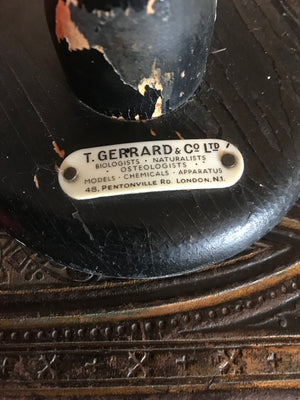 T. GERRARD & CO LTD
BIOLOGISTS · NATURALISTS
· OSTEOLOGISTS ·
MODELS · CHEMICALS · APPARATUS
48, PENTONVILLE RD. LONDON, N.1.